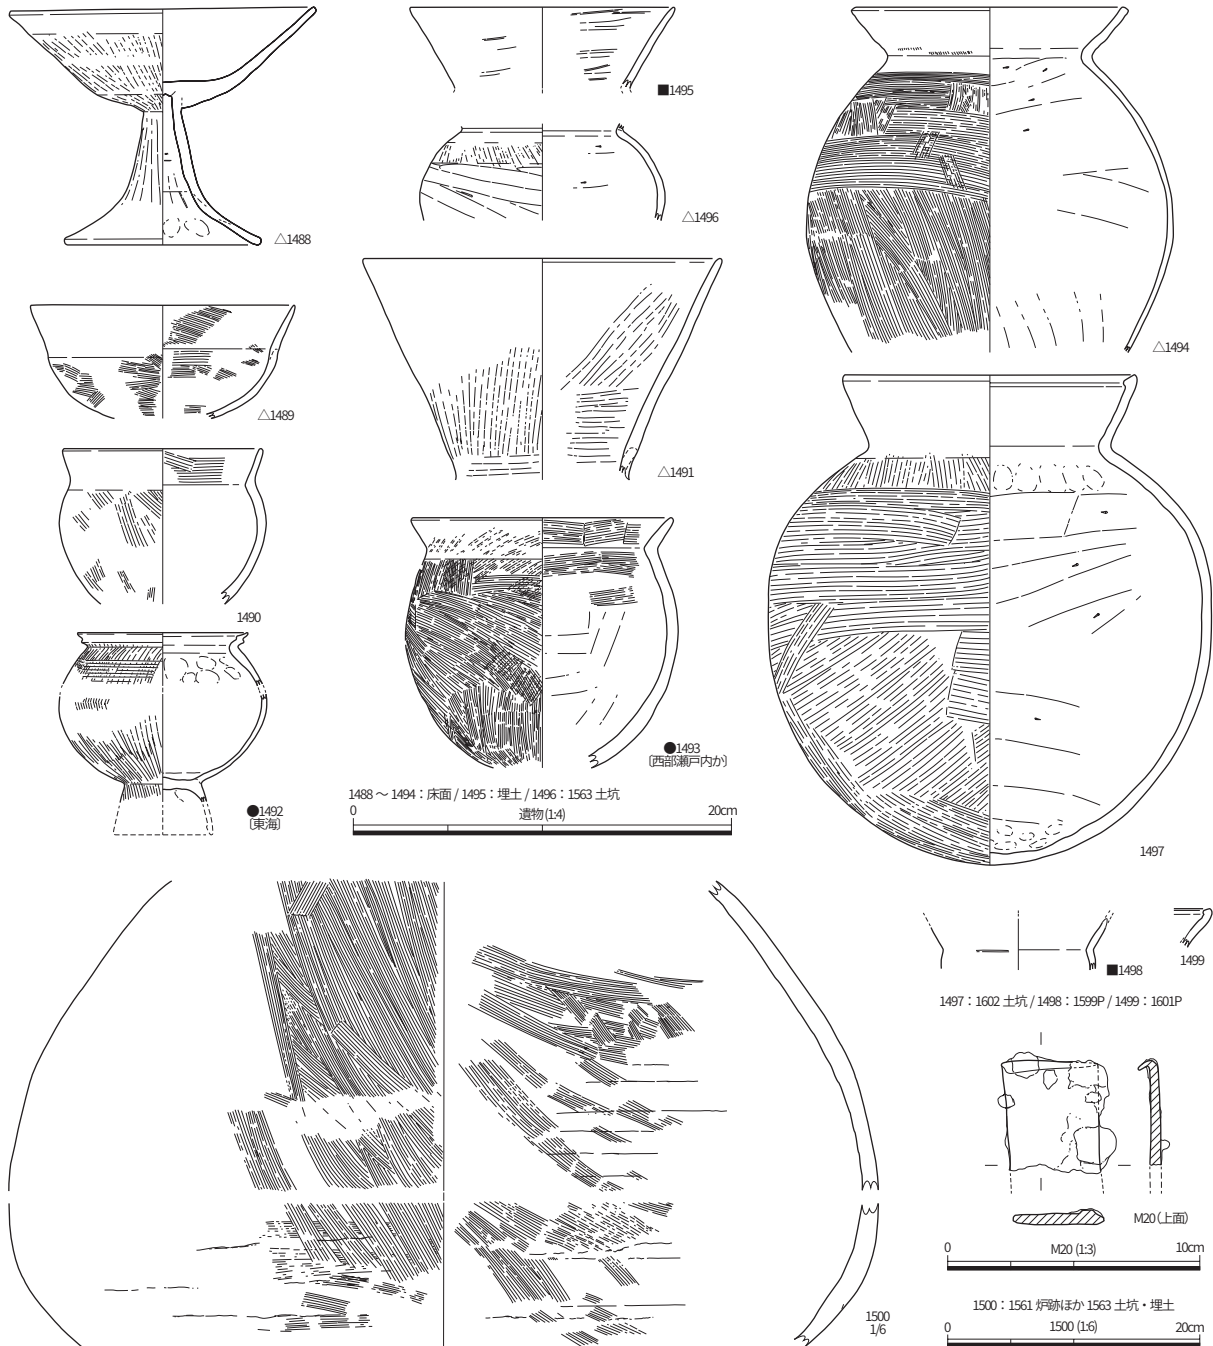 △1488
■1495
△1496
△1494
△1489
△1491
1490
●1493
〔西部瀬戸内か〕
●1492
〔東海〕
1488 ～ 1494：床面 / 1495：埋土 / 1496：1563 土坑
0 遺物 (1:4) 20cm
1497
■1498
1499
1497：1602 土坑 / 1498：1599P / 1499：1601P
M20（上面）
0 M20 (1:3) 10cm
1500
1/6
1500：1561 炉跡ほか 1563 土坑・埋土
0 1500 (1:6) 20cm